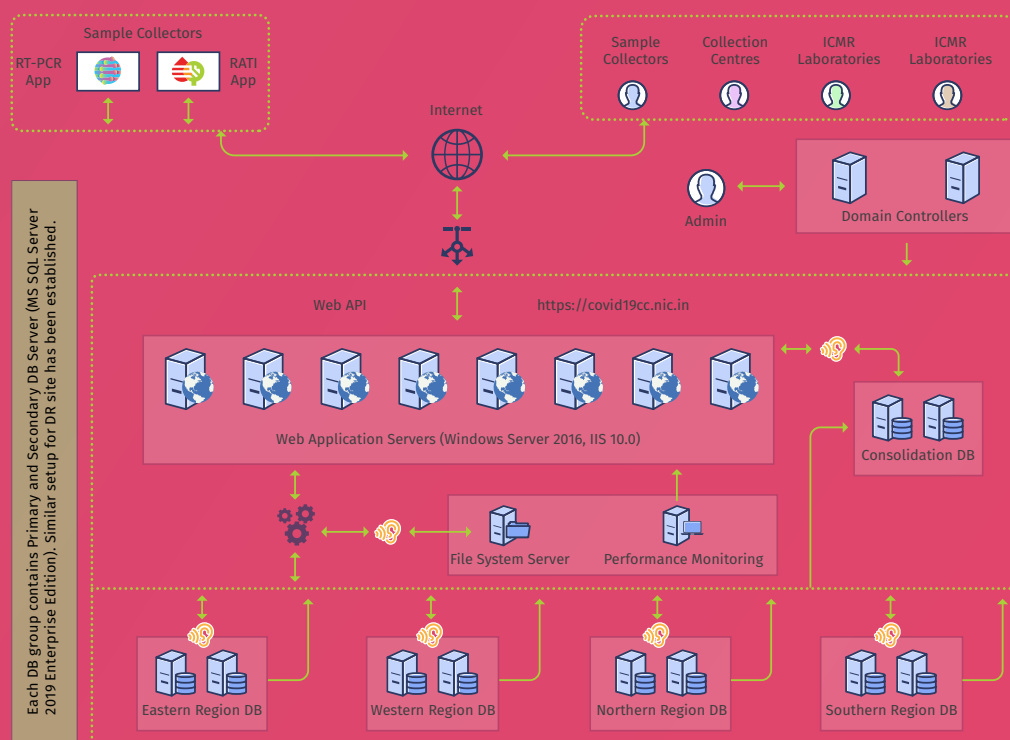 Sample Collectors
RT-PCR
App
RATI
App
Internet
Sample
Collectors
Collection
Centres
ICMR
Laboratories
ICMR
Laboratories
Admin
Domain Controllers
Each DB group contains Primary and Secondary DB Server (MS SQL Server
2019 Enterprise Edition). Similar setup for DR site has been established.
Web API
https://covid19cc.nic.in
Web Application Servers (Windows Server 2016, IIS 10.0)
Consolidation DB
File System Server
Performance Monitoring
Eastern Region DB
Western Region DB
Northern Region DB
Southern Region DB